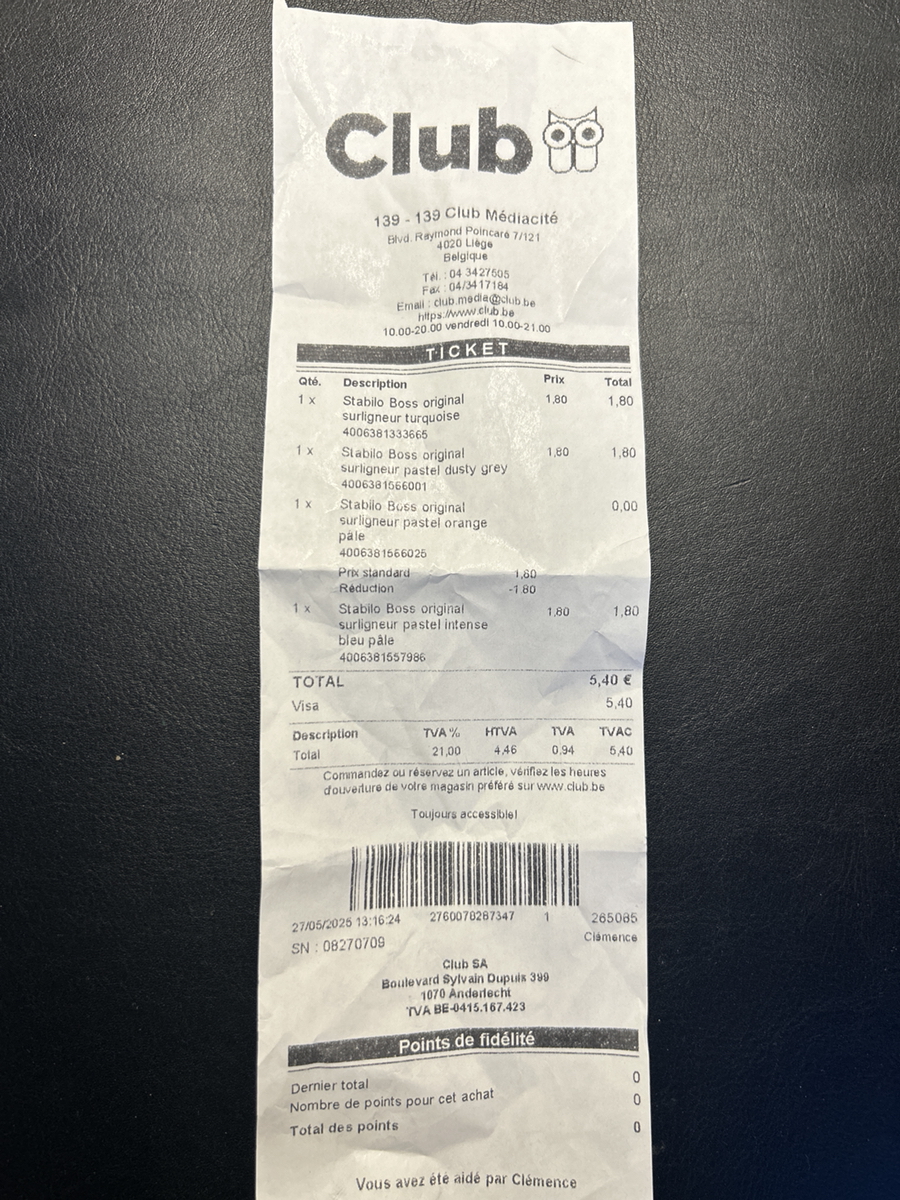 Club
139 - 139 Club Médiacité
Blvd. Raymond Poincaré 7/121
4020 Liège
Belgique
Tél. : 04 3427605
Fax : 04/3417184
Email : club.media@club.be
https://www.club.be
10.00-20.00 vendredi 10.00-21.00
TICKET
Qté. Description Prix Total
1 x Stabilo Boss original 1,80 1,80
surligneur turquoise
4006381333665
1 x Stabilo Boss original 1,80 1,80
surligneur pastel dusty grey
4006381566001
1 x Stabilo Boss original 0,00
surligneur pastel orange
pâle
4006381566025
Prix standard 1,80
Réduction -1,80
1 x Stabilo Boss original 1,80 1,80
surligneur pastel intense
bleu pâle
4006381557986
TOTAL 5,40 €
Visa 5,40
Description TVA % HTVA TVA TVAC
Total 21,00 4,46 0,94 5,40
Commandez ou réservez un article, vérifiez les heures
d'ouverture de votre magasin préféré sur www.club.be
Toujours accessible!
27/05/2025 13:16:24 2760078287347 1 265085
SN : 08270709 Clémence
Club SA
Boulevard Sylvain Dupuis 399
1070 Anderlecht
TVA BE-0415.167.423
Points de fidélité
Dernier total 0
Nombre de points pour cet achat 0
Total des points 0
Vous avez été aidé par Clémence